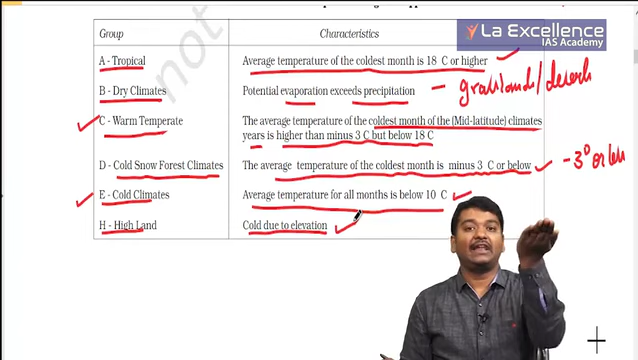 La Excellence
IAS Academy
not
Group Characteristics
A - Tropical Average temperature of the coldest month is 18 C or higher
B - Dry Climates Potential evaporation exceeds precipitation - grasslands/deserts
C - Warm Temperate The average temperature of the coldest month of the (Mid-latitude) climates
years is higher than minus 3 C but below 18 C
D - Cold Snow Forest Climates The average temperature of the coldest month is minus 3 C or below -3° or less
E - Cold Climates Average temperature for all months is below 10 C
H - High Land Cold due to elevation